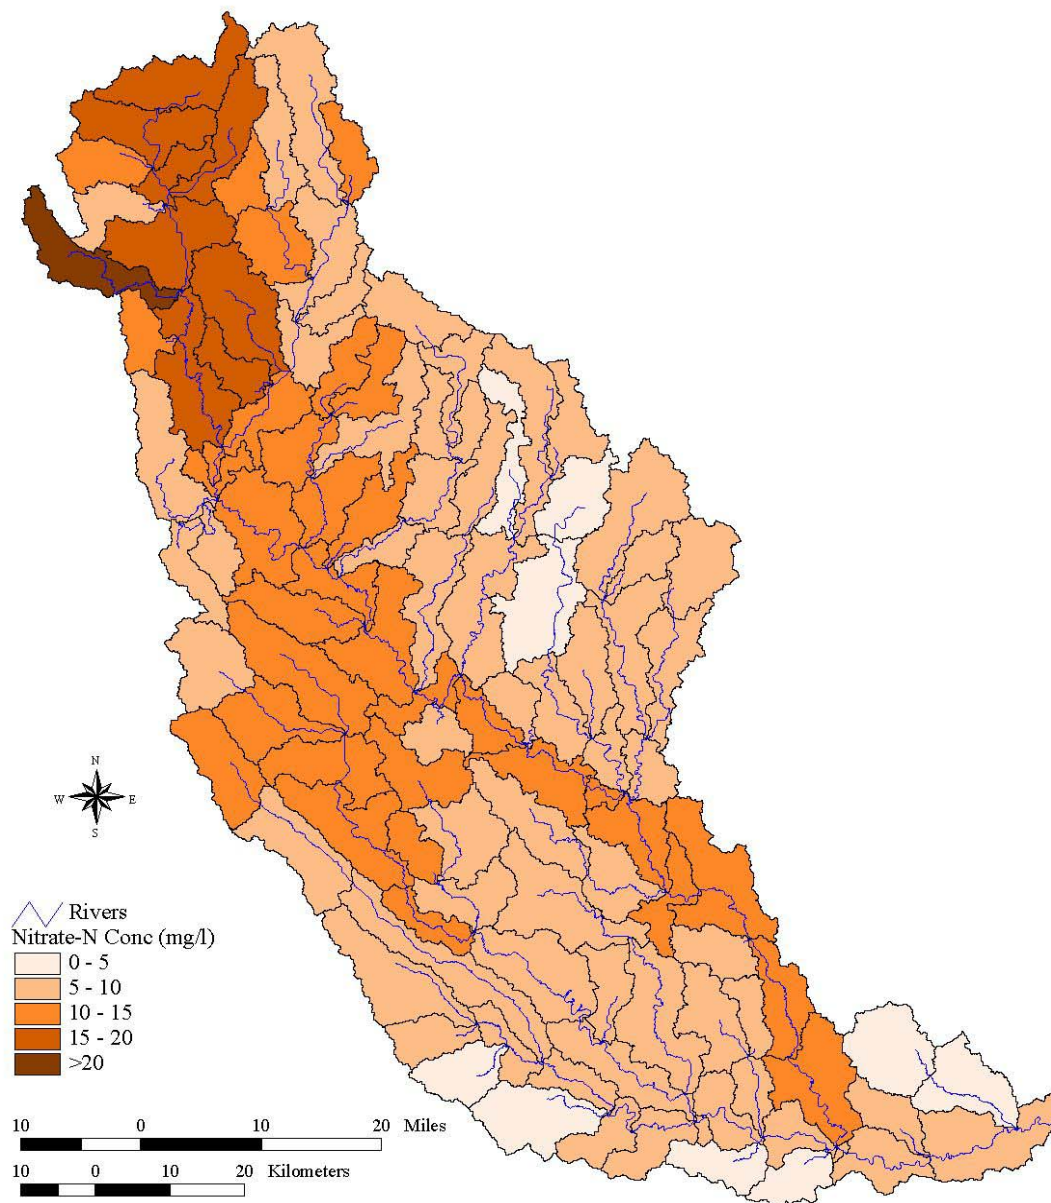 N
W E
S
Rivers
Nitrate-N Conc (mg/l)
0 - 5
5 - 10
10 - 15
15 - 20
>20
10 0 10 20 Miles
10 0 10 20 Kilometers